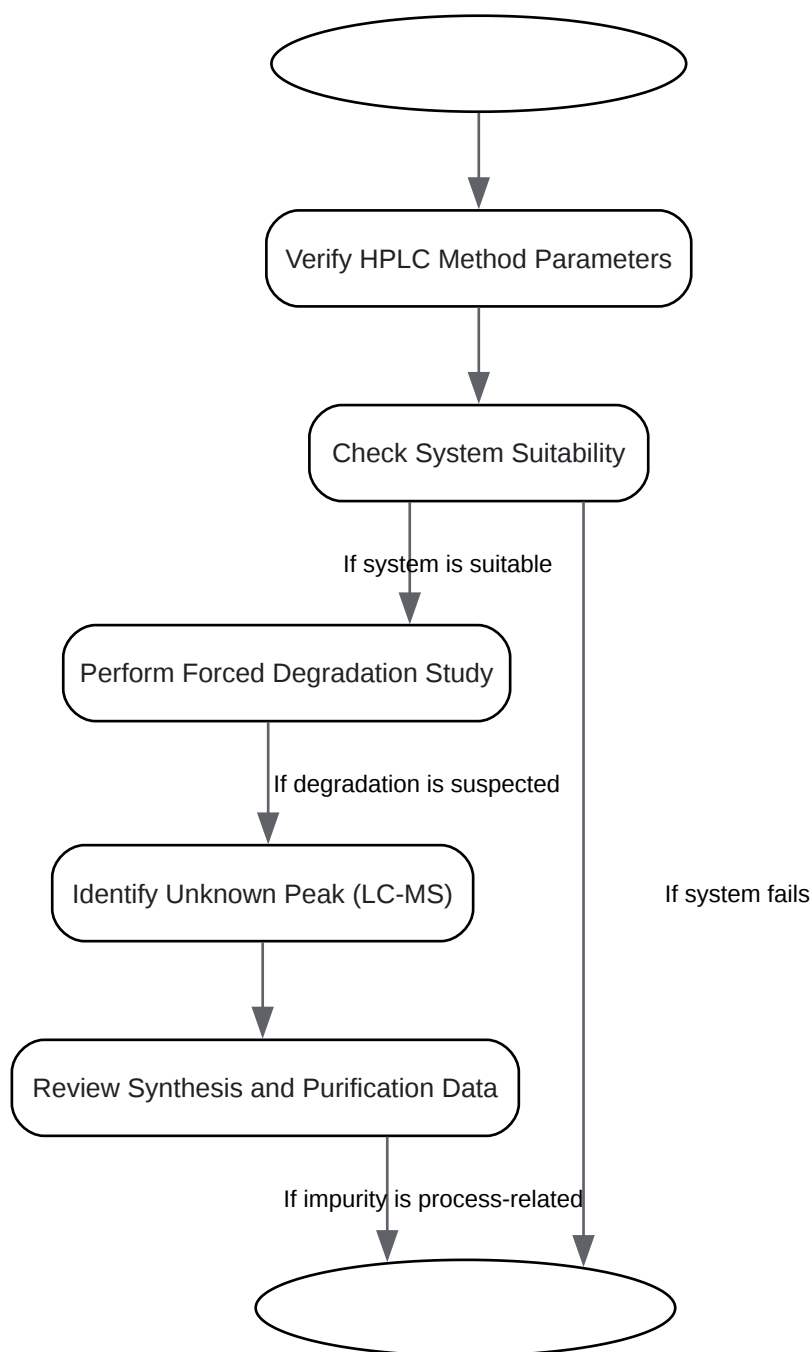 Verify HPLC Method Parameters
Check System Suitability
If system is suitable
Perform Forced Degradation Study
If degradation is suspected
Identify Unknown Peak (LC-MS)
If system fails
Review Synthesis and Purification Data
If impurity is process-related